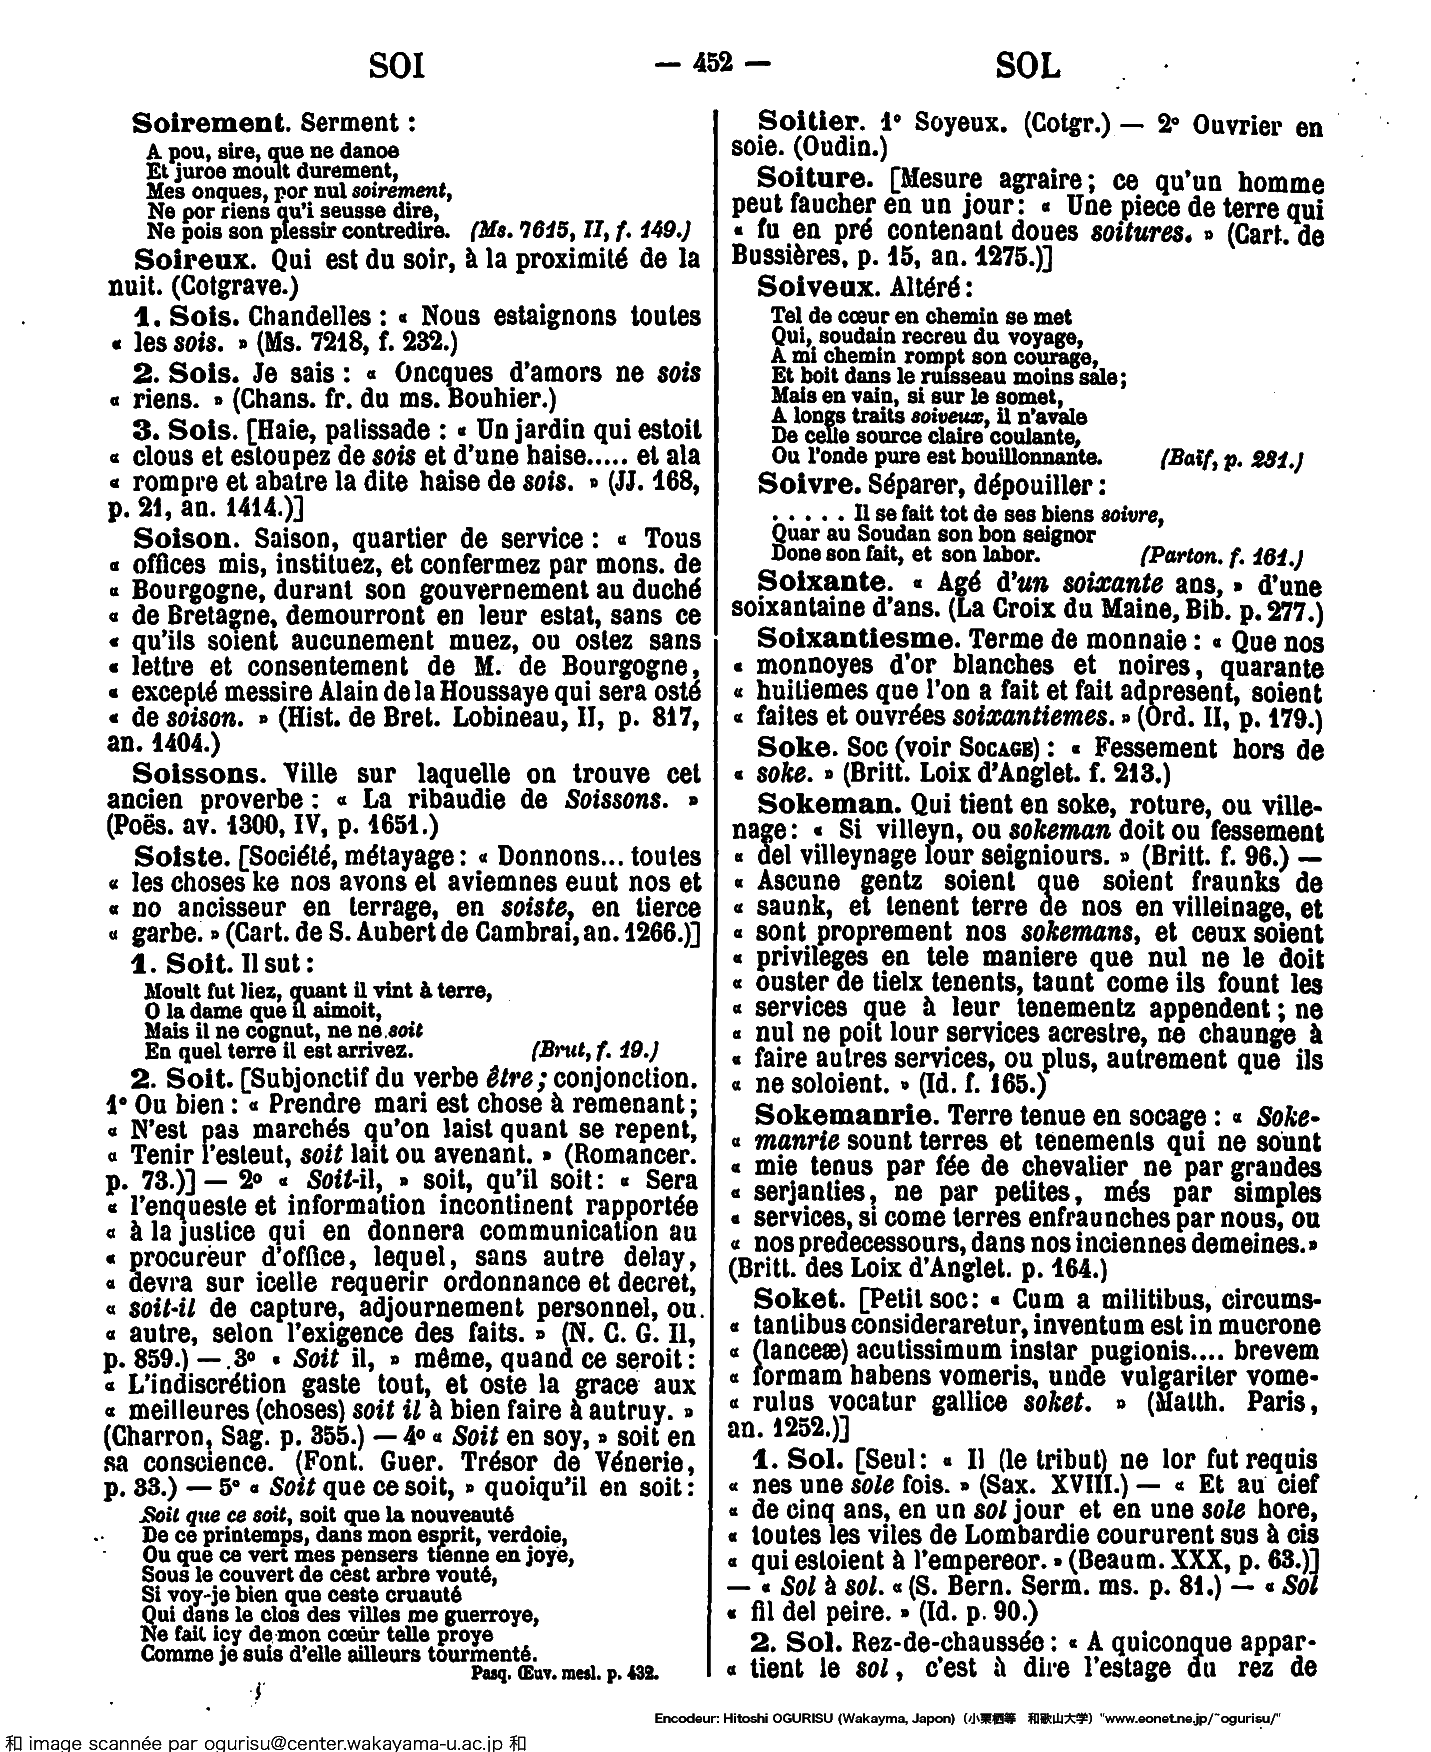 SOI — 452 — SOL
Soirement. Serment :
A pou, sire, que ne danoe
Et juroe moult durement,
Mes onques, por nul soirement,
Ne por riens qu'i seusse dire,
Ne pois son plessir contredire. (Ms. 7615, II, f. 149.)
Soireux. Qui est du soir, à la proximité de la
nuit. (Cotgrave.)
1. Sois. Chandelles : « Nous estaignons toutes
« les sois. » (Ms. 7218, f. 232.)
2. Sois. Je sais : « Oncques d'amors ne sois
« riens. » (Chans. fr. du ms. Bouhier.)
3. Sois. [Haie, palissade : « Un jardin qui estoit
« clous et estoupez de sois et d'une haise..... et ala
« rompre et abatre la dite haise de sois. » (JJ. 168,
p. 21, an. 1414.)]
Soison. Saison, quartier de service : « Tous
« offices mis, instituez, et confermez par mons. de
« Bourgogne, durant son gouvernement au duché
« de Bretagne, demourront en leur estat, sans ce
« qu'ils soient aucunement muez, ou ostez sans
« lettre et consentement de M. de Bourgogne,
« excepté messire Alain de la Houssaye qui sera osté
« de soison. » (Hist. de Bret. Lobineau, II, p. 817,
an. 1404.)
Soissons. Ville sur laquelle on trouve cet
ancien proverbe : « La ribaudie de Soissons. »
(Poës. av. 1300, IV, p. 1651.)
Soiste. [Société, métayage : « Donnons... toutes
« les choses ke nos avons et aviemnes euut nos et
« no ancisseur en terrage, en soiste, en tierce
« garbe. » (Cart. de S. Aubert de Cambrai, an. 1266.)]
1. Soit. Il sut :
Moult fut liez, quant il vint à terre,
O la dame que il aimoit,
Mais il ne cognut, ne ne soit
En quel terre il est arrivez. (Brut, f. 19.)
2. Soit. [Subjonctif du verbe être; conjonction.
1° Ou bien : « Prendre mari est chose à remenant ;
« N'est pas marchés qu'on laist quant se repent,
« Tenir l'esteut, soit lait ou avenant. » (Romancer.
p. 73.)] — 2° « Soit-il, » soit, qu'il soit : « Sera
« l'enqueste et information incontinent rapportée
« à la justice qui en donnera communication au
« procureur d'office, lequel, sans autre delay,
« devra sur icelle requerir ordonnance et decret,
« soit-il de capture, adjournement personnel, ou
« autre, selon l'exigence des faits. » (N. C. G. II,
p. 859.) — 3° « Soit il, » même, quand ce seroit :
« L'indiscrétion gaste tout, et oste la grace aux
« meilleures (choses) soit il à bien faire à autruy. »
(Charron, Sag. p. 355.) — 4° « Soit en soy, » soit en
sa conscience. (Font. Guer. Trésor de Vénerie,
p. 33.) — 5° « Soit que ce soit, » quoiqu'il en soit :
Soit que ce soit, soit que la nouveauté
De ce printemps, dans mon esprit, verdoie,
Ou que ce vert mes pensers tienne en joye,
Sous le couvert de cest arbre vouté,
Si voy-je bien que ceste cruauté
Qui dans le clos des villes me guerroye,
Ne fait icy de mon cœur telle proye
Comme je suis d'elle ailleurs tourmenté.
Pasq. Œuv. mesl. p. 432.
Soitier. 1° Soyeux. (Cotgr.) — 2° Ouvrier en
soie. (Oudin.)
Soiture. [Mesure agraire ; ce qu'un homme
peut faucher en un jour : « Une piece de terre qui
« fu en pré contenant doues soitures. » (Cart. de
Bussières, p. 15, an. 1275.)]
Soiveux. Altéré :
Tel de cœur en chemin se met
Qui, soudain recreu du voyage,
A mi chemin rompt son courage,
Et boit dans le ruisseau moins sale ;
Mais en vain, si sur le somet,
A longs traits soiveux, il n'avale
De celle source claire coulante,
Ou l'onde pure est bouillonnante. (Baïf, p. 231.)
Soivre. Séparer, dépouiller :
. . . . . Il se fait tot de ses biens soivre,
Quar au Soudan son bon seignor
Done son fait, et son labor. (Parton. f. 161.)
Soixante. « Agé d'un soixante ans, » d'une
soixantaine d'ans. (La Croix du Maine, Bib. p. 277.)
Soixantiesme. Terme de monnaie : « Que nos
« monnoyes d'or blanches et noires, quarante
« huitiemes que l'on a fait et fait adpresent, soient
« faites et ouvrées soixantiemes. » (Ord. II, p. 179.)
Soke. Soc (voir SOCAGE) : « Fessement hors de
« soke. » (Britt. Loix d'Anglet. f. 213.)
Sokeman. Qui tient en soke, roture, ou ville-
nage : « Si villeyn, ou sokeman doit ou fessement
« del villeynage lour seigniours. » (Britt. f. 96.) —
« Ascune gentz soient que soient fraunks de
« saunk, et tenent terre de nos en villeinage, et
« sont proprement nos sokemans, et ceux soient
« privileges en tele maniere que nul ne le doit
« ouster de tielx tenents, taunt come ils fount les
« services que à leur tenementz appendent ; ne
« nul ne poit lour services acrestre, ne chaunge à
« faire autres services, ou plus, autrement que ils
« ne soloient. » (Id. f. 165.)
Sokemanrie. Terre tenue en socage : « Soke-
« manrie sount terres et tenements qui ne sount
« mie tenus par fée de chevalier ne par grandes
« serjanties, ne par petites, més par simples
« services, si come terres enfraunches par nous, ou
« nos predecessours, dans nos inciennes demeines. »
(Britt. des Loix d'Anglet. p. 164.)
Soket. [Petit soc : « Cum a militibus, circums-
« tantibus consideraretur, inventum est in mucrone
« (lanceæ) acutissimum instar pugionis.... brevem
« formam habens vomeris, unde vulgariter vome-
« rulus vocatur gallice soket. » (Matth. Paris,
an. 1252.)]
1. Sol. [Seul : « Il (le tribut) ne lor fut requis
« nes une sole fois. » (Sax. XVIII.) — « Et au cief
« de cinq ans, en un sol jour et en une sole hore,
« toutes les viles de Lombardie coururent sus à cis
« qui estoient à l'empereor. » (Beaum. XXX, p. 63.)]
— « Sol à sol. « (S. Bern. Serm. ms. p. 81.) — « Sol
« fil del peire. » (Id. p. 90.)
2. Sol. Rez-de-chaussée : « A quiconque appar-
« tient le sol, c'est à dire l'estage du rez de
Encodeur: Hitoshi OGURISU (Wakayma, Japon) (小栗栖等 和歌山大学) "www.eonet.ne.jp/~ogurisu/"
和 image scannée par ogurisu@center.wakayama-u.ac.jp 和